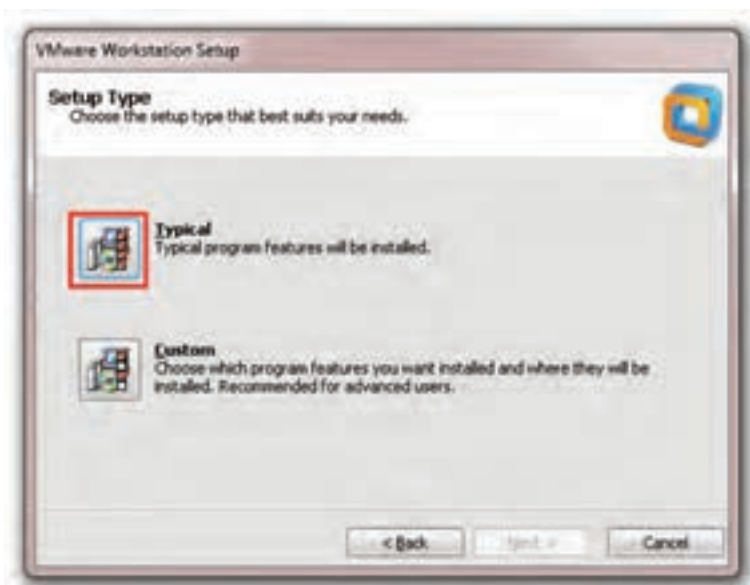 VMware Workstation Setup
Setup Type
Choose the setup type that best suits your needs.
Typical
Typical program features will be installed.
Custom
Choose which program features you want installed and where they will be
installed. Recommended for advanced users.
< Back
Next >
Cancel